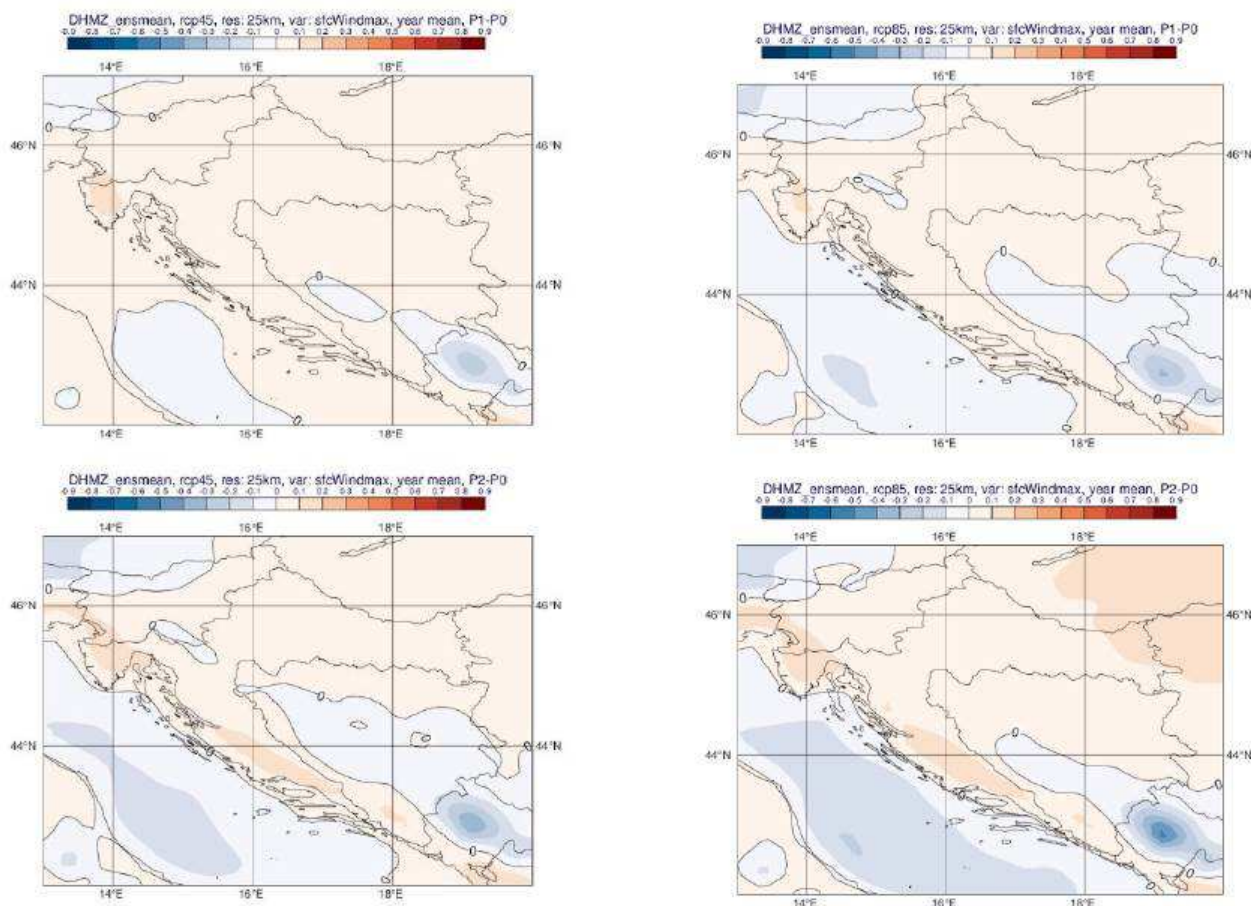 DHMZ_ensmean, rcp45, res: 25km, var: sfcWindmax, year mean, P1-P0
-0.9 -0.8 -0.7 -0.6 -0.5 -0.4 -0.3 -0.2 -0.1 0 0.1 0.2 0.3 0.4 0.5 0.6 0.7 0.8 0.9
14°E 16°E 18°E
46°N 46°N
44°N 44°N
14°E 16°E 18°E
DHMZ_ensmean, rcp85, res: 25km, var: sfcWindmax, year mean, P1-P0
-0.9 -0.8 -0.7 -0.6 -0.5 -0.4 -0.3 -0.2 -0.1 0 0.1 0.2 0.3 0.4 0.5 0.6 0.7 0.8 0.9
14°E 16°E 18°E
46°N 46°N
44°N 44°N
14°E 16°E 18°E
DHMZ_ensmean, rcp45, res: 25km, var: sfcWindmax, year mean, P2-P0
-0.9 -0.8 -0.7 -0.6 -0.5 -0.4 -0.3 -0.2 -0.1 0 0.1 0.2 0.3 0.4 0.5 0.6 0.7 0.8 0.9
14°E 16°E 18°E
46°N 46°N
44°N 44°N
14°E 16°E 18°E
DHMZ_ensmean, rcp85, res: 25km, var: sfcWindmax, year mean, P2-P0
-0.9 -0.8 -0.7 -0.6 -0.5 -0.4 -0.3 -0.2 -0.1 0 0.1 0.2 0.3 0.4 0.5 0.6 0.7 0.8 0.9
14°E 16°E 18°E
46°N 46°N
44°N 44°N
14°E 16°E 18°E